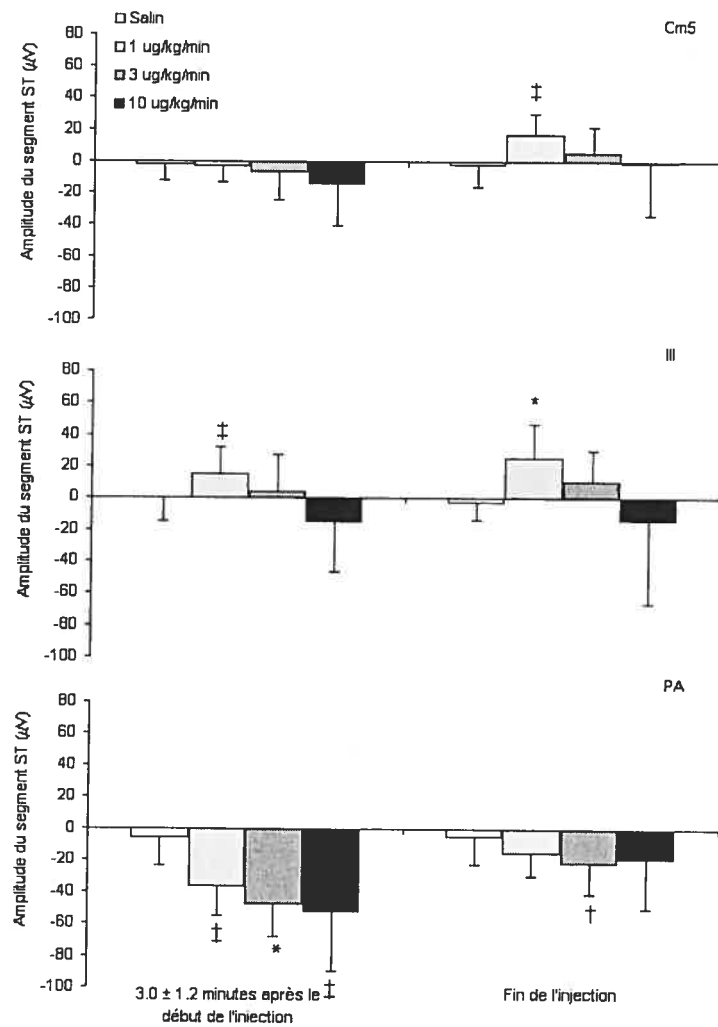 Salin
1 ug/kg/min
3 ug/kg/min
10 ug/kg/min
Cm5
Amplitude du segment ST (µV)
80
60
40
20
0
-20
-40
-60
-80
-100
‡
III
Amplitude du segment ST (µV)
80
60
40
20
0
-20
-40
-60
-80
-100
‡
*
PA
Amplitude du segment ST (µV)
80
60
40
20
0
-20
-40
-60
-80
-100
‡
*
‡
†
3.0 ± 1.2 minutes après le
début de l'injection
Fin de l'injection